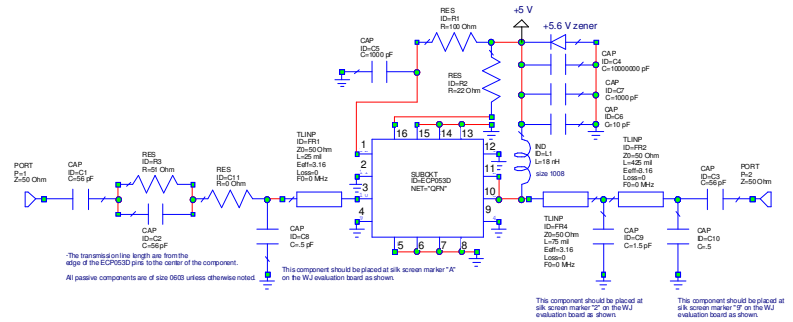 +5 V
RES
ID=R1
R=100 Ohm
+5.6 V zener
CAP
ID=C5
C=1000 pF
CAP
ID=C4
C=10000000 pF
RES
ID=R2
R=22 Ohm
CAP
ID=C7
C=1000 pF
CAP
ID=C6
C=10 pF
16 15 14 13
IND
ID=L1
L=18 nH
size 1008
TLINP
ID=FR1
Z0=50 Ohm
L=25 mil
Eeff=3.16
Loss=0
F0=0 MHz
1
2
3
4
SUBCKT
ID=ECP053D
NET="QFN"
12
11
10
9
5 6 7 8
TLINP
ID=FR2
Z0=50 Ohm
L=425 mil
Eeff=3.16
Loss=0
F0=0 MHz
PORT
P=1
Z=50 Ohm
CAP
ID=C1
C=56 pF
RES
ID=R3
R=51 Ohm
CAP
ID=C2
C=56pF
RES
ID=C11
R=0 Ohm
CAP
ID=C8
C=.5 pF
CAP
ID=C3
C=56 pF
PORT
P=2
Z=50 Ohm
TLINP
ID=FR4
Z0=50 Ohm
L=75 mil
Eeff=3.16
Loss=0
F0=0 MHz
CAP
ID=C9
C=1.5 pF
CAP
ID=C10
C=.5
-The transmission line length are from the
edge of the ECP053D pins to the center of the component.
All passive components are of size 0603 unless otherwise noted.
This component should be placed at silk screen marker "A"
on the WJ evaluation board as shown.
This component should be placed at
silk screen marker "2" on the WJ
evaluation board as shown.
This component should be placed at
silk screen marker "9" on the WJ
evaluation board as shown.